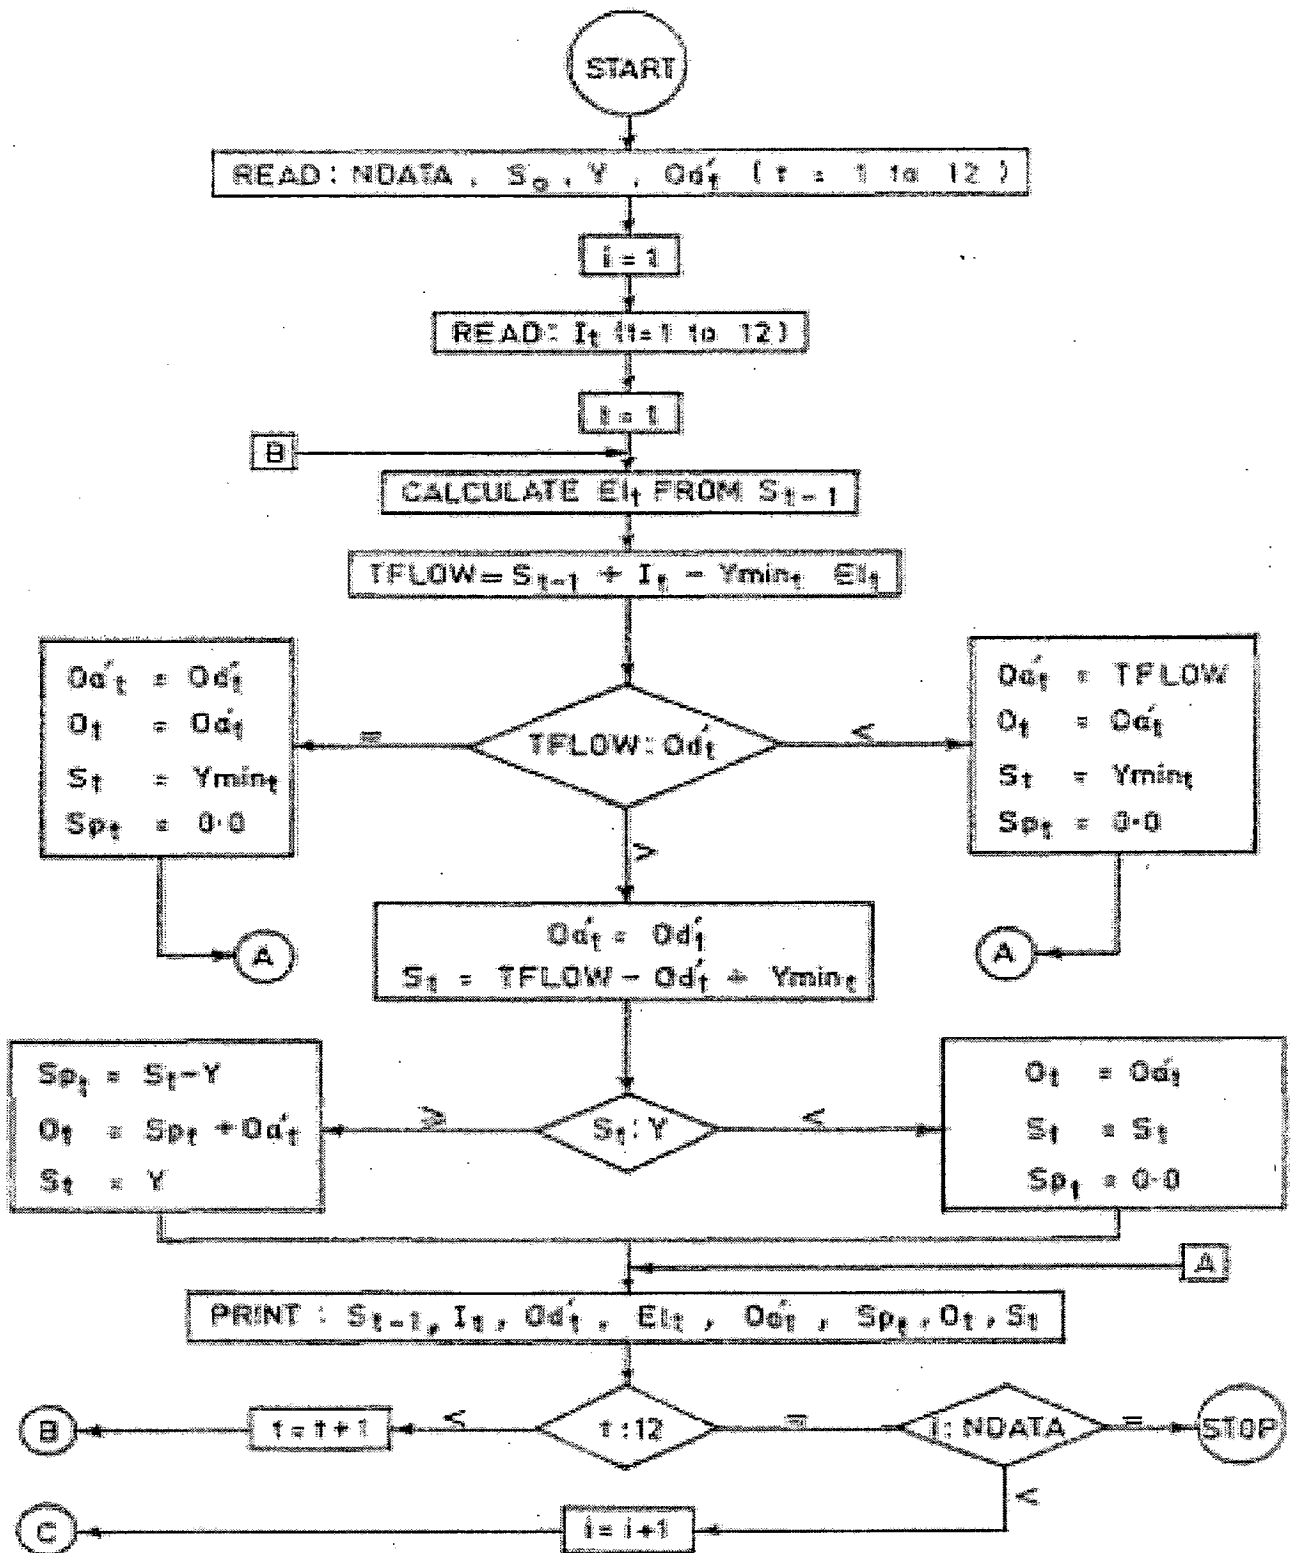 START
READ: NDATA, S₀, Y, Od'ₜ (t = 1 to 12)
i = 1
READ: Iₜ (t=1 to 12)
t = 1
B
CALCULATE Elₜ FROM Sₜ₋₁
TFLOW = Sₜ₋₁ + Iₜ - Yminₜ Elₜ
Oa'ₜ = Od'ₜ
Oₜ = Oa'ₜ
Sₜ = Yminₜ
Spₜ = 0.0
=
TFLOW: Od'ₜ
<
Oa'ₜ = TFLOW
Oₜ = Oa'ₜ
Sₜ = Yminₜ
Spₜ = 0.0
>
A
Oa'ₜ = Od'ₜ
Sₜ = TFLOW - Od'ₜ + Yminₜ
A
Spₜ = Sₜ-Y
Oₜ = Spₜ + Oa'ₜ
Sₜ = Y
≥
Sₜ: Y
<
Oₜ = Oa'ₜ
Sₜ = Sₜ
Spₜ = 0.0
A
PRINT : Sₜ₋₁, Iₜ, Od'ₜ, Elₜ, Oa'ₜ, Spₜ, Oₜ, Sₜ
B
t = t + 1
<
t :12
=
i: NDATA
=
STOP
<
C
i = i+1